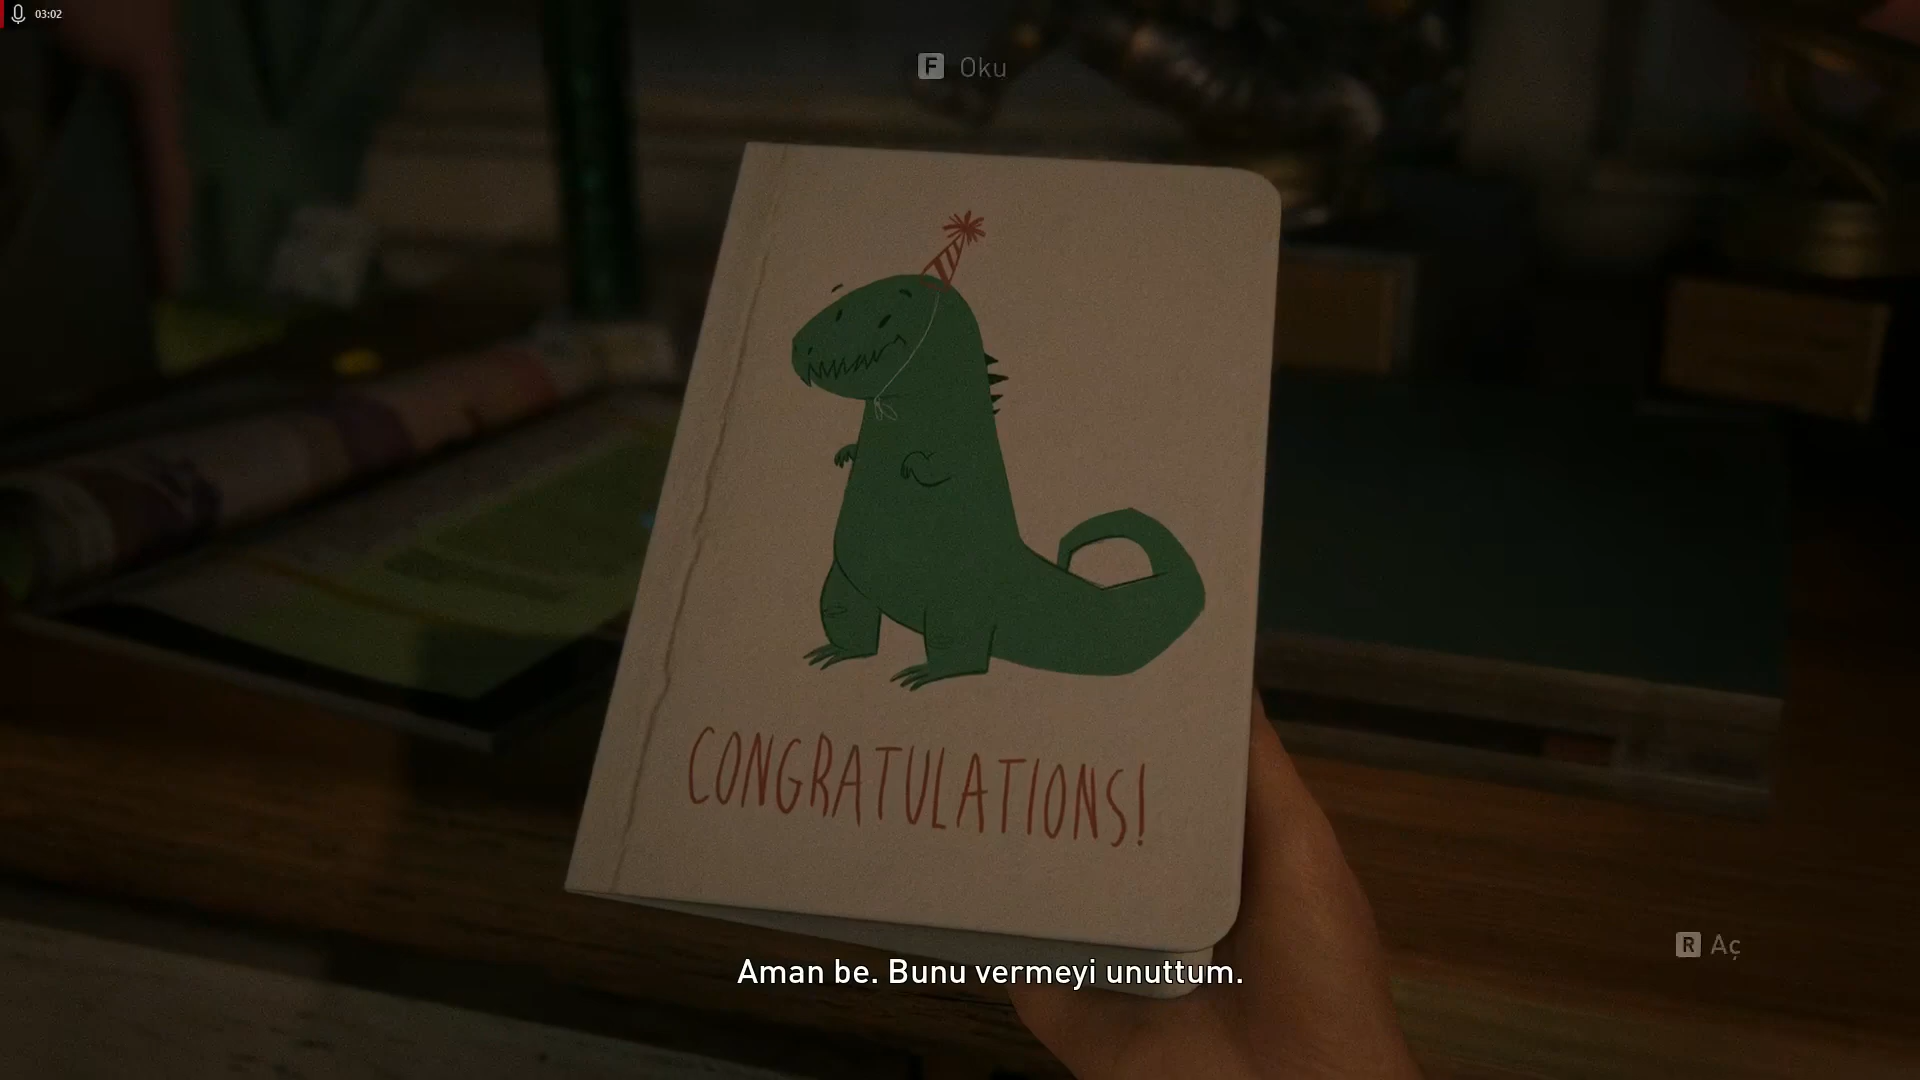 03:02
F Oku
CONGRATULATIONS!
R Aç
Aman be. Bunu vermeyi unuttum.